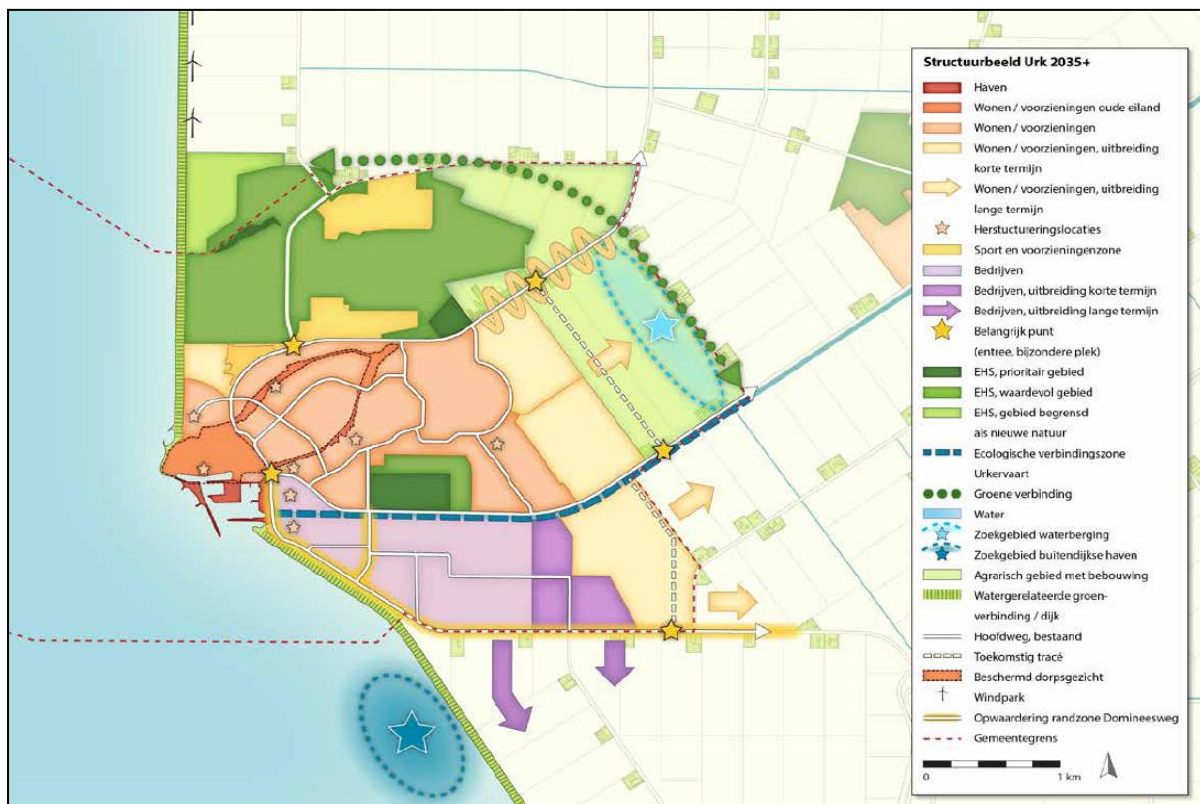 Structuurbeeld Urk 2035+
Haven
Wonen / voorzieningen oude eiland
Wonen / voorzieningen
Wonen / voorzieningen, uitbreiding
korte termijn
Wonen / voorzieningen, uitbreiding
lange termijn
Herstuctureringslocaties
Sport en voorzieningenzone
Bedrijven
Bedrijven, uitbreiding korte termijn
Bedrijven, uitbreiding lange termijn
Belangrijk punt
(entree, bijzondere plek)
EHS, prioritair gebied
EHS, waardevol gebied
EHS, gebied begrensd
als nieuwe natuur
Ecologische verbindingszone
Urkervaart
Groene verbinding
Water
Zoekgebied waterberging
Zoekgebied buitendijkse haven
Agrarisch gebied met bebouwing
Watergerelateerde groen-
verbinding / dijk
Hoofdweg, bestaand
Toekomstig tracé
Beschermd dorpsgezicht
Windpark
Opwaardering randzone Domineesweg
Gemeentegrens
0 1 km